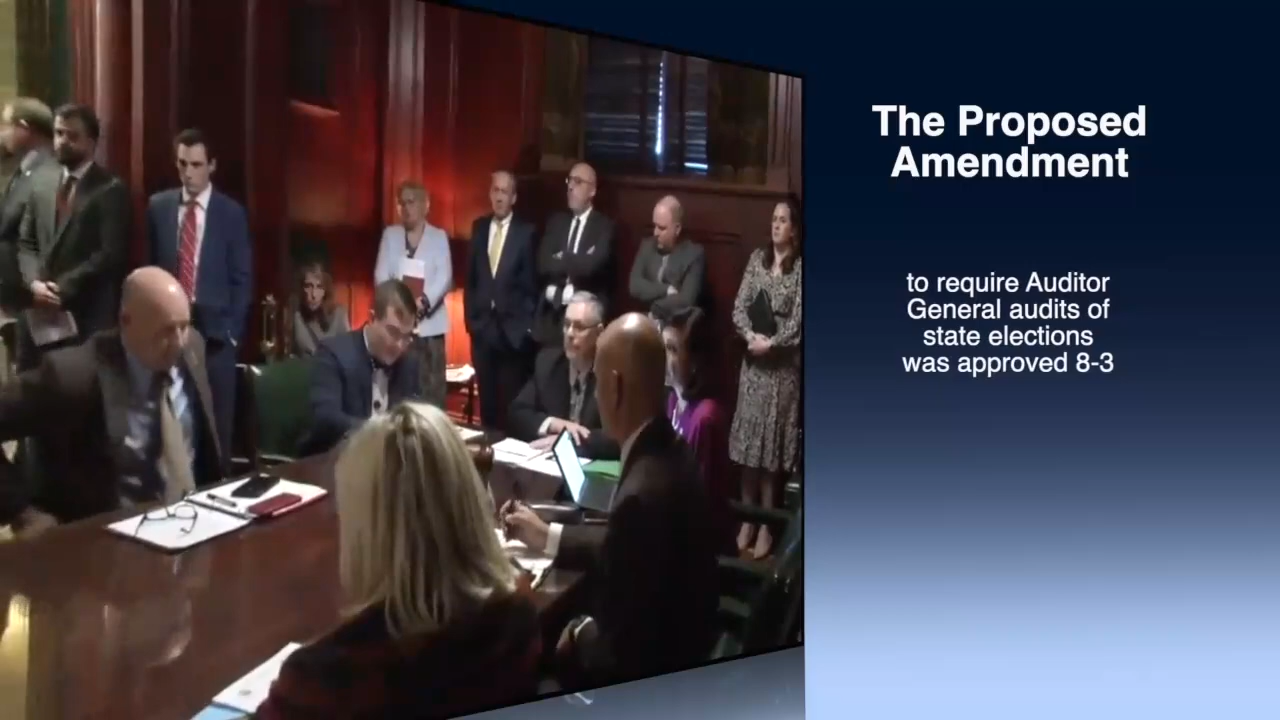 The Proposed
Amendment
to require Auditor
General audits of
state elections
was approved 8-3